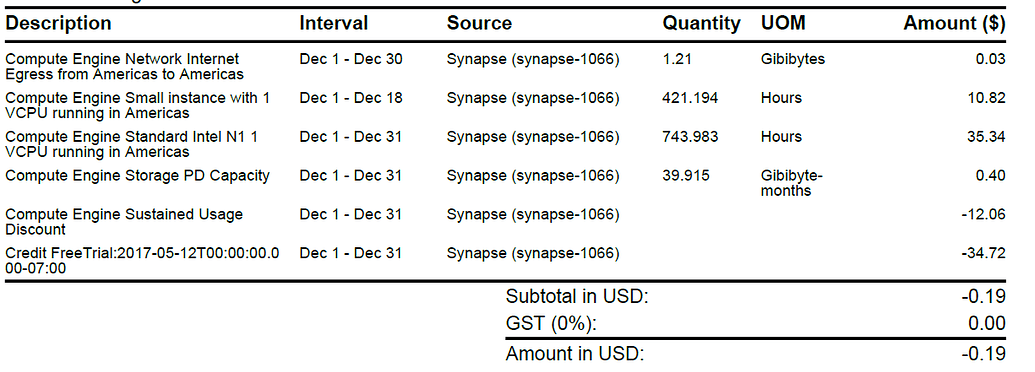 Description Interval Source Quantity UOM Amount ($)
Compute Engine Network Internet Dec 1 - Dec 30 Synapse (synapse-1066) 1.21 Gibibytes 0.03
Egress from Americas to Americas
Compute Engine Small instance with 1 Dec 1 - Dec 18 Synapse (synapse-1066) 421.194 Hours 10.82
VCPU running in Americas
Compute Engine Standard Intel N1 1 Dec 1 - Dec 31 Synapse (synapse-1066) 743.983 Hours 35.34
VCPU running in Americas
Compute Engine Storage PD Capacity Dec 1 - Dec 31 Synapse (synapse-1066) 39.915 Gibibyte- 0.40
months
Compute Engine Sustained Usage Dec 1 - Dec 31 Synapse (synapse-1066) -12.06
Discount
Credit FreeTrial:2017-05-12T00:00:00.0 Dec 1 - Dec 31 Synapse (synapse-1066) -34.72
00-07:00
Subtotal in USD: -0.19
GST (0%): 0.00
Amount in USD: -0.19